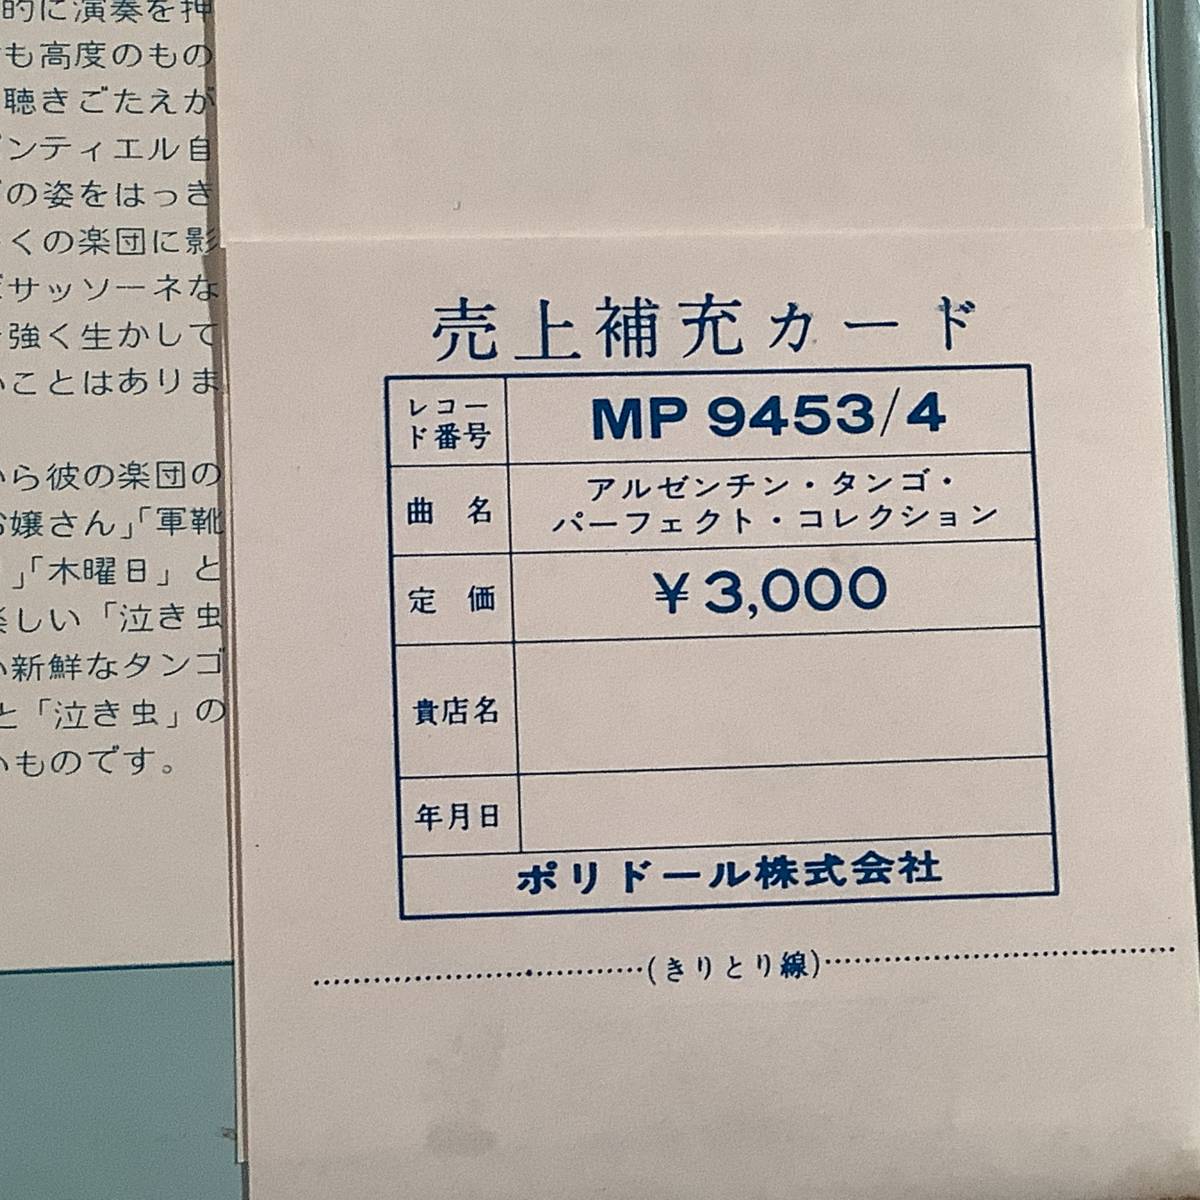 的に演奏を押
も高度のもの
聴きごたえが
ンティエル自
の姿をはっき
くの楽団に影
サッソーネな
強く生かして
ことはありま
ら彼の楽団の
嬢さん」「軍靴
」「木曜日」と
しい「泣き虫
新鮮なタンゴ
と「泣き虫」の
ものです。
売上補充カード
レコード番号 MP 9453/4
曲名 アルゼンチン・タンゴ・
パーフェクト・コレクション
定価 ¥3,000
貴店名
年月日
ポリドール株式会社
(きりとり線)